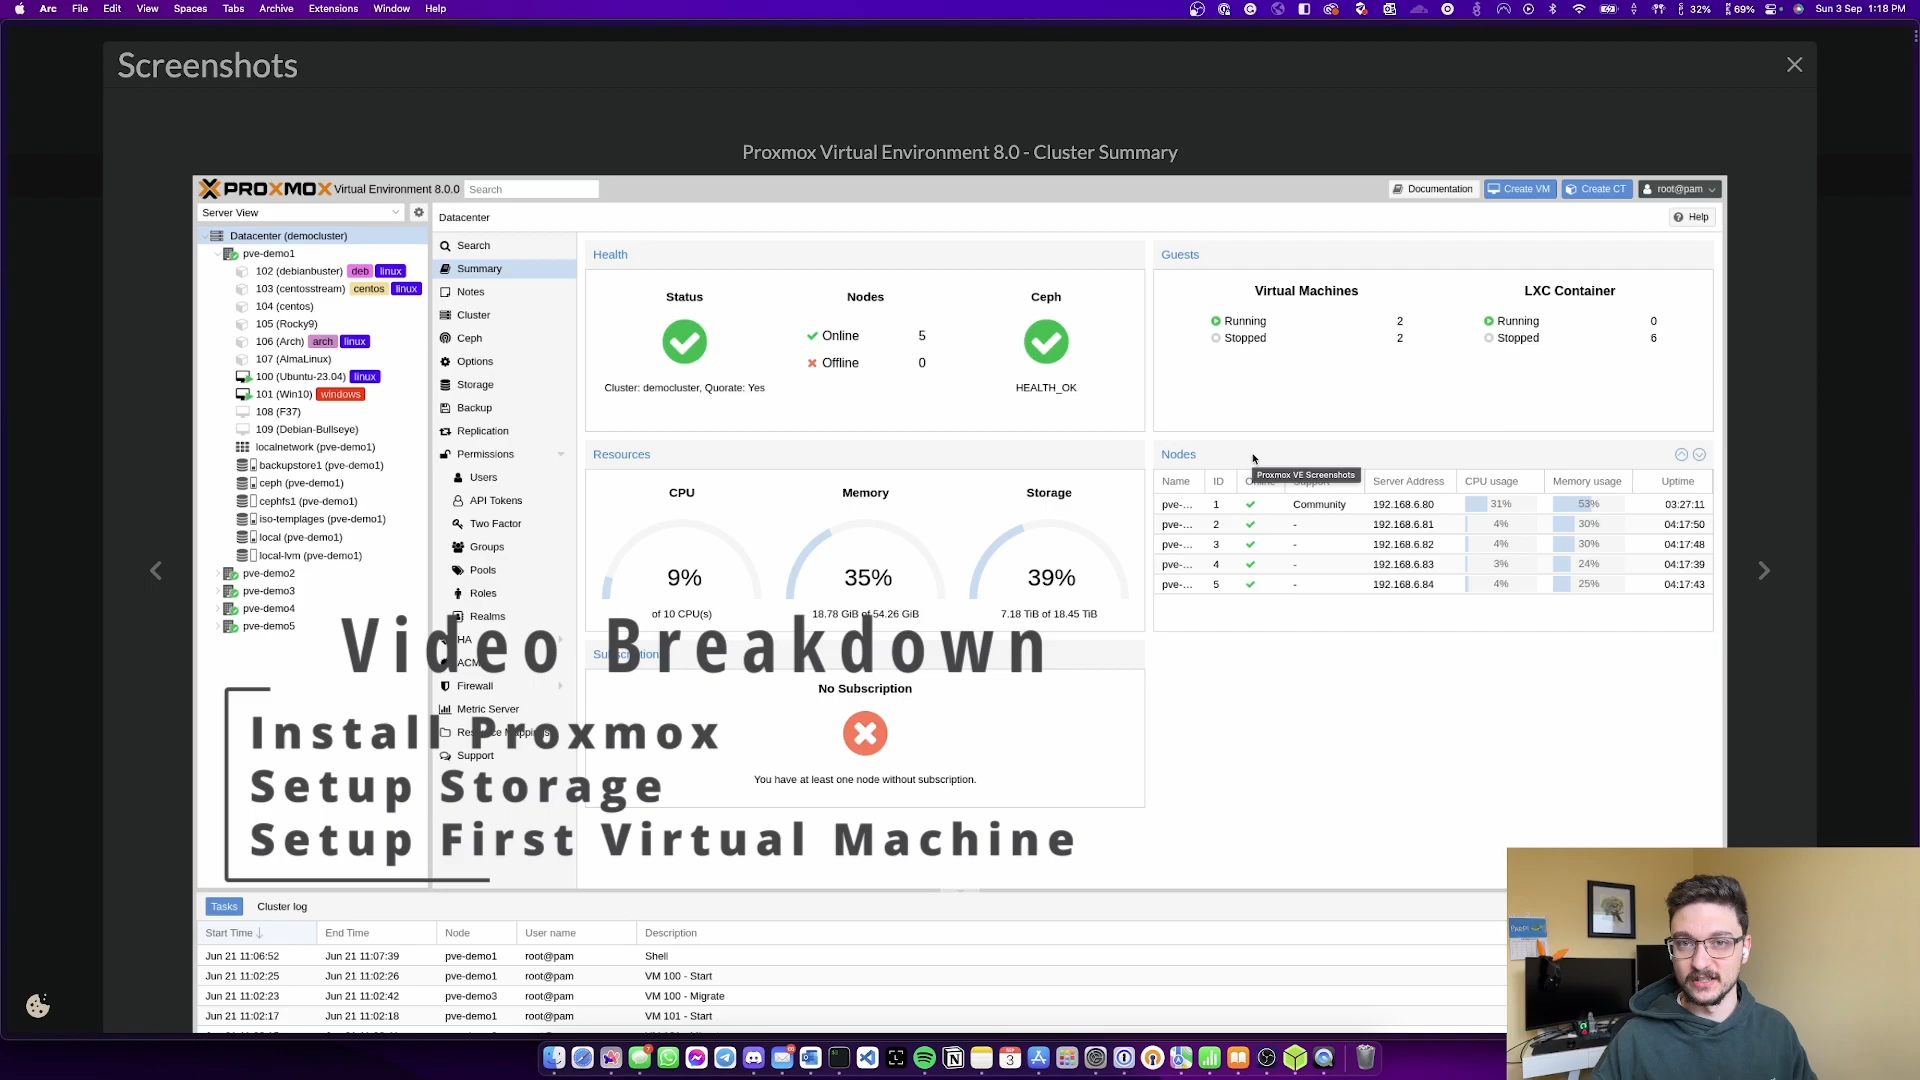 Arc File Edit View Spaces Tabs Archive Extensions Window Help
32% 69% Sun 3 Sep 1:18 PM
Screenshots
Proxmox Virtual Environment 8.0 - Cluster Summary
PROXMOX Virtual Environment 8.0.0 Search
Documentation Create VM Create CT root@pam
Server View
Datacenter
Help
Datacenter (democluster)
pve-demo1
102 (debianbuster) deb linux
103 (centosstream) centos linux
104 (centos)
105 (Rocky9)
106 (Arch) arch linux
107 (AlmaLinux)
100 (Ubuntu-23.04) linux
101 (Win10) windows
108 (F37)
109 (Debian-Bullseye)
localnetwork (pve-demo1)
backupstore1 (pve-demo1)
ceph (pve-demo1)
cephfs1 (pve-demo1)
iso-templates (pve-demo1)
local (pve-demo1)
local-lvm (pve-demo1)
pve-demo2
pve-demo3
pve-demo4
pve-demo5
Search
Summary
Notes
Cluster
Ceph
Options
Storage
Backup
Replication
Permissions
Users
API Tokens
Two Factor
Groups
Pools
Roles
Realms
HA
ACM
Firewall
Metric Server
Resource Mappings
Support
Health
Status Nodes Ceph
Online 5
Offline 0
Cluster: democluster, Quorate: Yes
HEALTH_OK
Guests
Virtual Machines LXC Container
Running 2 Running 0
Stopped 2 Stopped 6
Resources
CPU Memory Storage
9% 35% 39%
of 10 CPU(s) 18.78 GiB of 54.26 GiB 7.18 TiB of 18.45 TiB
Nodes
Proxmox VE Screenshots
Name ID Server Address CPU usage Memory usage Uptime
pve-... 1 Community 192.168.6.80 31% 53% 03:27:11
pve-... 2 - 192.168.6.81 4% 30% 04:17:50
pve-... 3 - 192.168.6.82 4% 30% 04:17:48
pve-... 4 - 192.168.6.83 3% 24% 04:17:39
pve-... 5 - 192.168.6.84 4% 25% 04:17:43
No Subscription
You have at least one node without subscription.
Video Breakdown
Install Proxmox
Setup Storage
Setup First Virtual Machine
Tasks Cluster log
Start Time End Time Node User name Description
Jun 21 11:06:52 Jun 21 11:07:39 pve-demo1 root@pam Shell
Jun 21 11:02:25 Jun 21 11:02:26 pve-demo1 root@pam VM 100 - Start
Jun 21 11:02:23 Jun 21 11:02:42 pve-demo3 root@pam VM 100 - Migrate
Jun 21 11:02:17 Jun 21 11:02:18 pve-demo1 root@pam VM 101 - Start